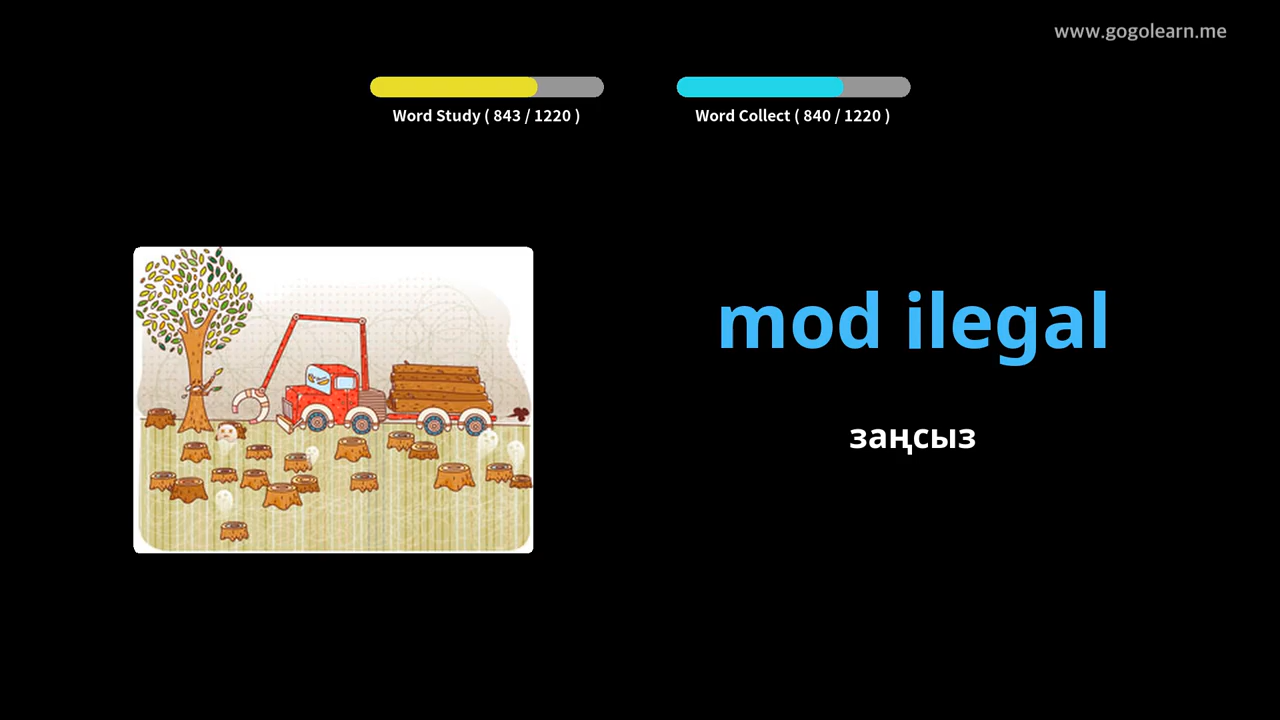 www.gogolearn.me
Word Study ( 843 / 1220 )
Word Collect ( 840 / 1220 )
mod ilegal
заңсыз